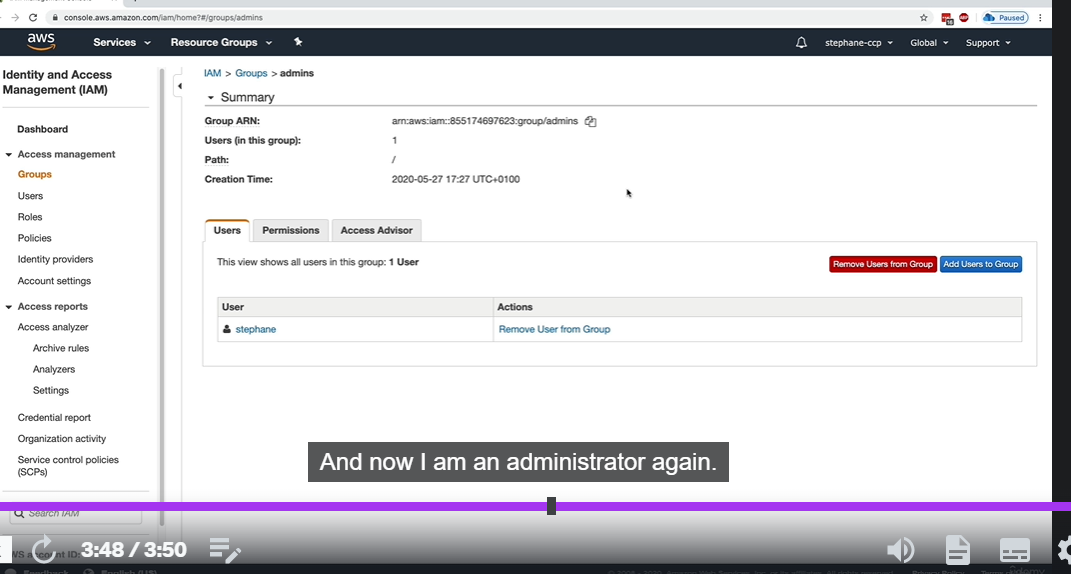 console.aws.amazon.com/iam/home?#/groups/admins
Paused
aws
Services
Resource Groups
stephane-ccp
Global
Support
Identity and Access
Management (IAM)
Dashboard
Access management
Groups
Users
Roles
Policies
Identity providers
Account settings
Access reports
Access analyzer
Archive rules
Analyzers
Settings
Credential report
Organization activity
Service control policies
(SCPs)
Search IAM
AWS account ID:
IAM > Groups > admins
Summary
Group ARN: arn:aws:iam::855174697623:group/admins
Users (in this group): 1
Path: /
Creation Time: 2020-05-27 17:27 UTC+0100
Users Permissions Access Advisor
This view shows all users in this group: 1 User
Remove Users from Group Add Users to Group
User Actions
stephane Remove User from Group
And now I am an administrator again.
3:48 / 3:50
Feedback English (US)